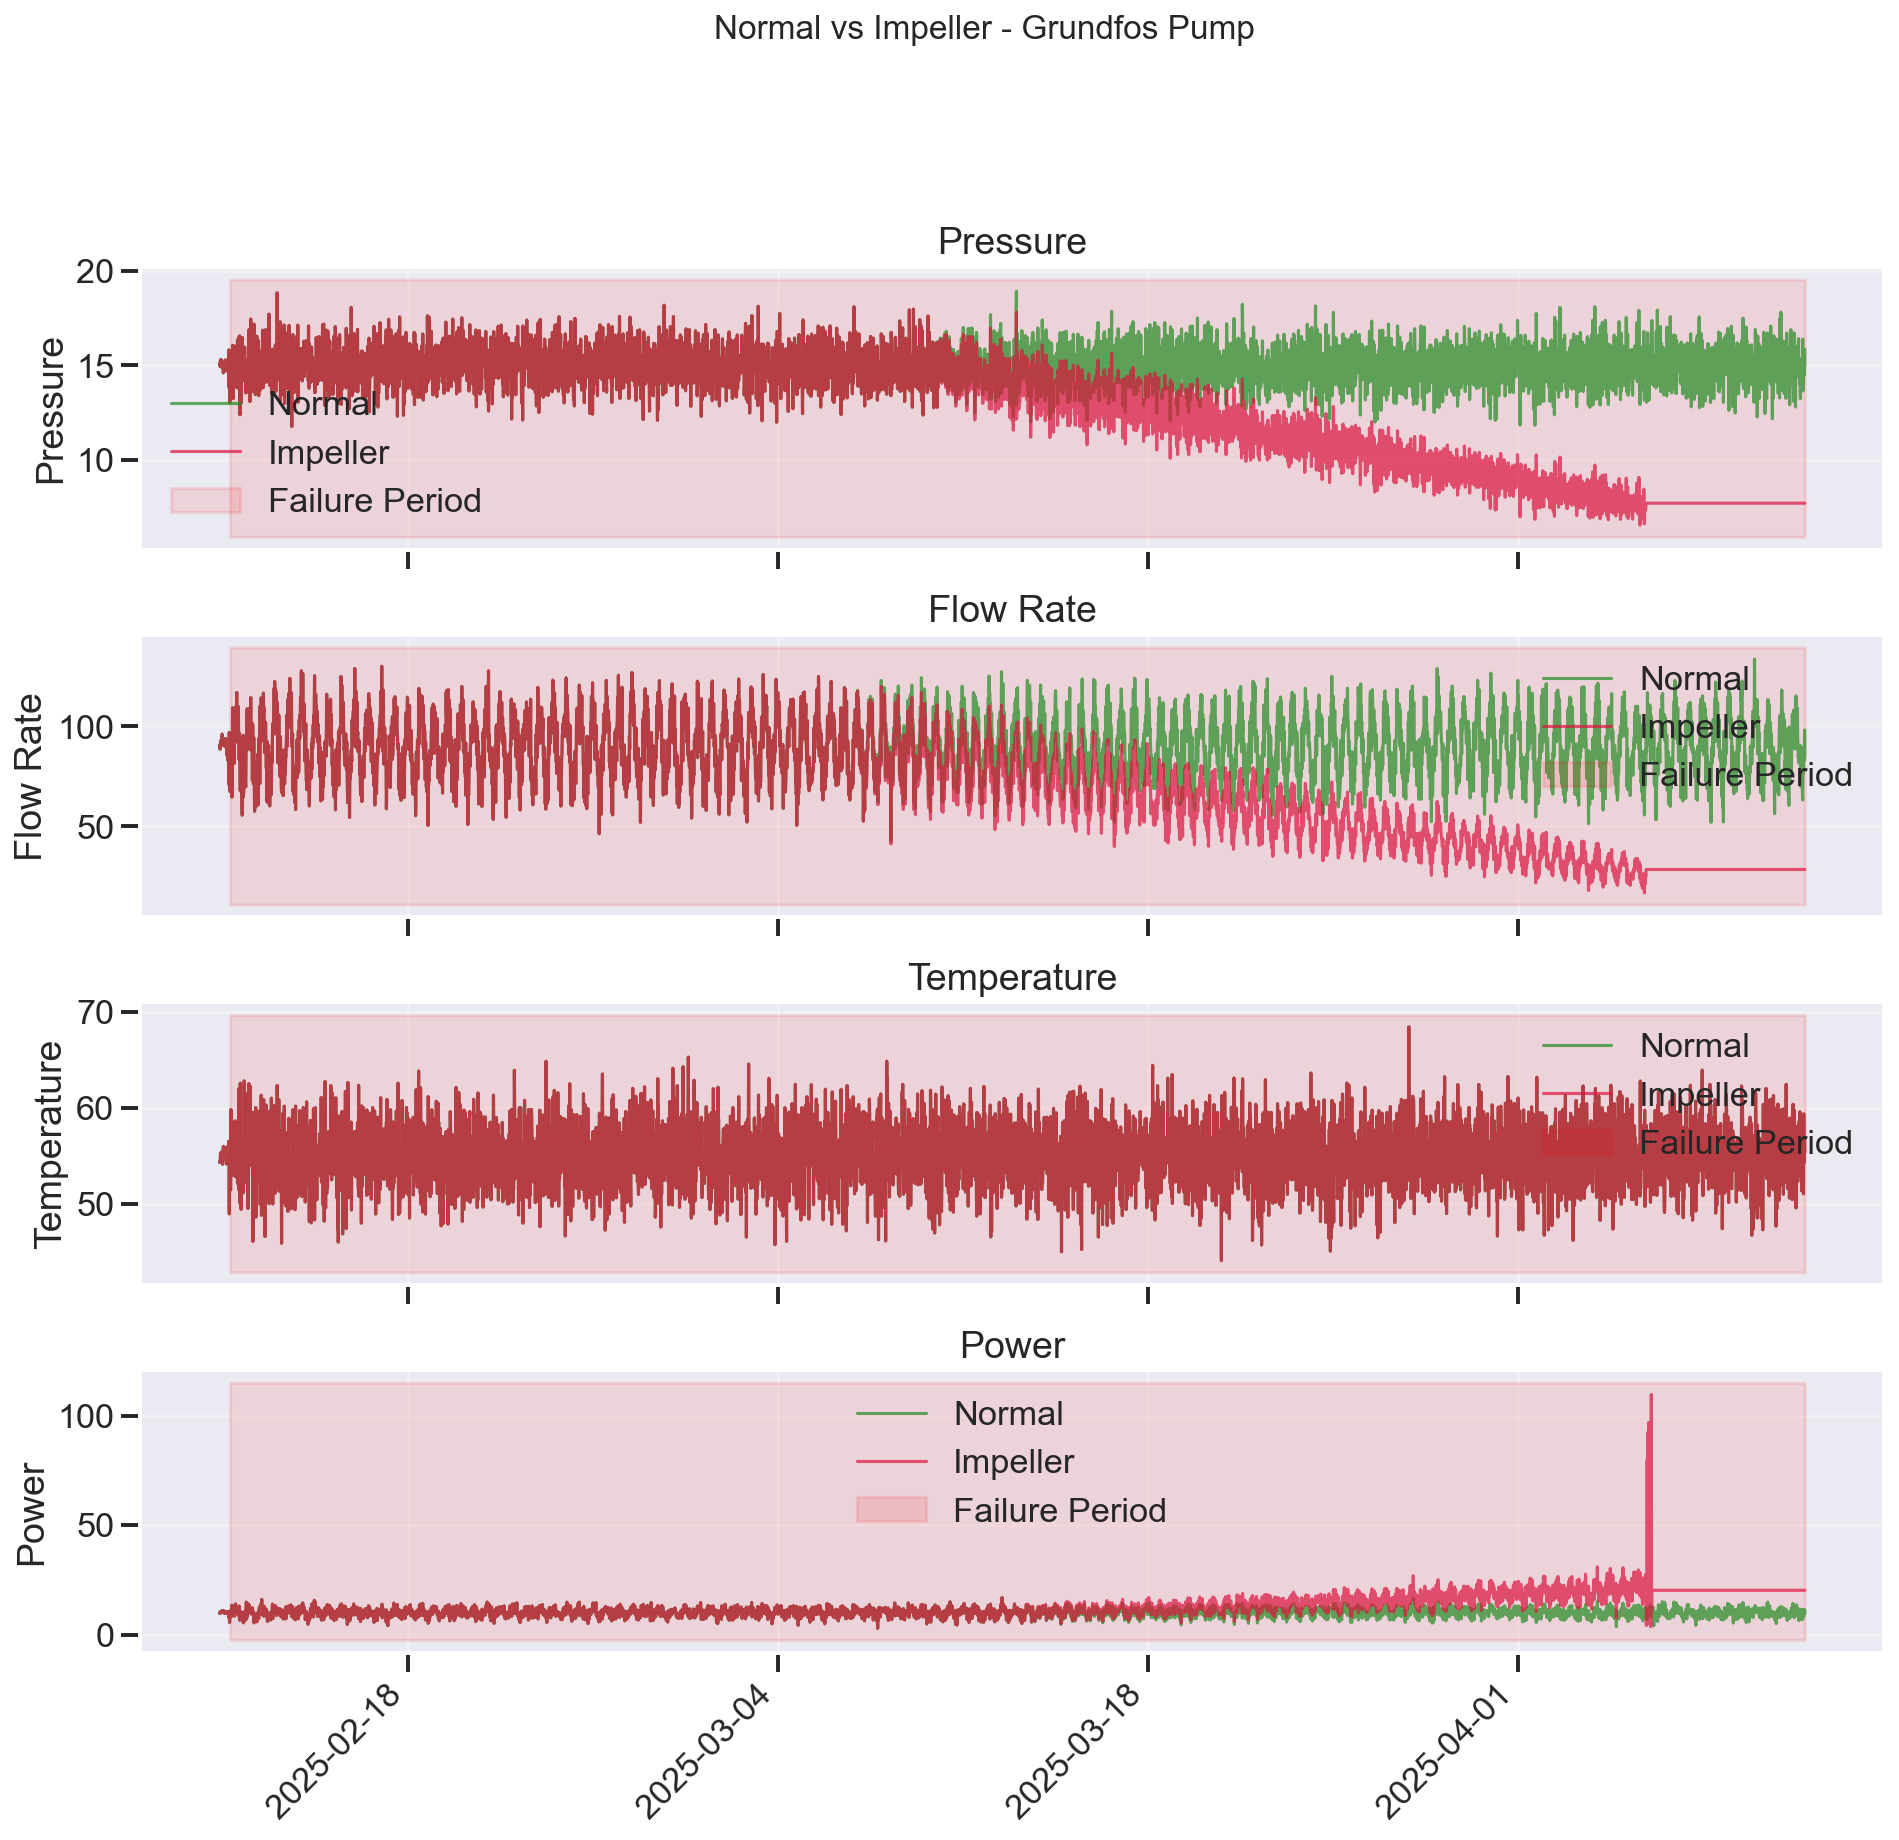 Normal vs Impeller - Grundfos Pump
Pressure
20
15
10
Pressure
Normal
Impeller
Failure Period
Flow Rate
100
50
Flow Rate
Normal
Impeller
Failure Period
Temperature
70
60
50
Temperature
Normal
Impeller
Failure Period
Power
100
50
0
Power
Normal
Impeller
Failure Period
2025-02-18
2025-03-04
2025-03-18
2025-04-01